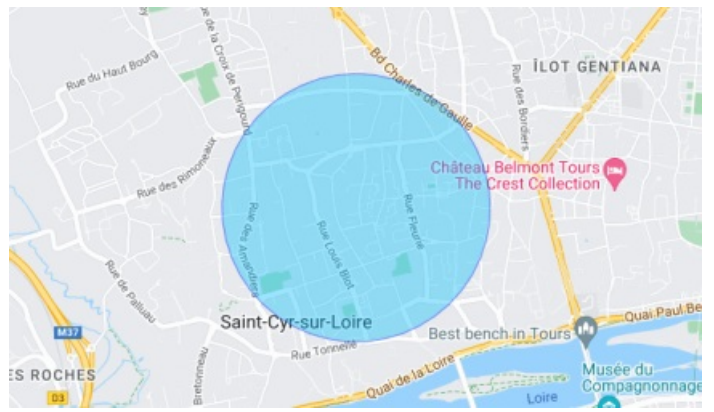 Rue de la Croix de Périgourd
Bd Charles de Gaulle
ÎLOT GENTIANA
Rue du Haut Bourg
Rue des Bordiers
Château Belmont Tours
The Crest Collection
Rue des Rimoneaux
Rue des Amandiers
Rue Louis Blot
Rue Fleurie
Rue de Palluau
Saint-Cyr-sur-Loire
Quai Paul Be
M37
Best bench in Tours
Rue Tonnellé
ES ROCHES
Bretonneau
Quai de la Loire
Musée du
Compagnonnage
D3
Loire